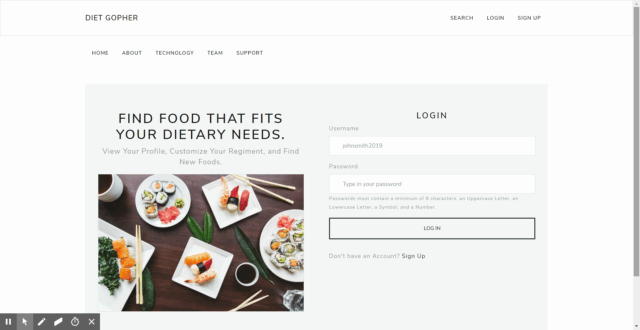 DIET GOPHER
SEARCH LOGIN SIGN UP
HOME ABOUT TECHNOLOGY TEAM SUPPORT
FIND FOOD THAT FITS
YOUR DIETARY NEEDS.
View Your Profile, Customize Your Regiment, and Find
New Foods.
LOGIN
Username
johnsmith2019
Password
Type in your password
Passwords must contain a minimum of 8 characters, an Uppercase Letter, an
Lowercase Letter, a Symbol, and a Number.
LOG IN
Don't have an Account? Sign Up